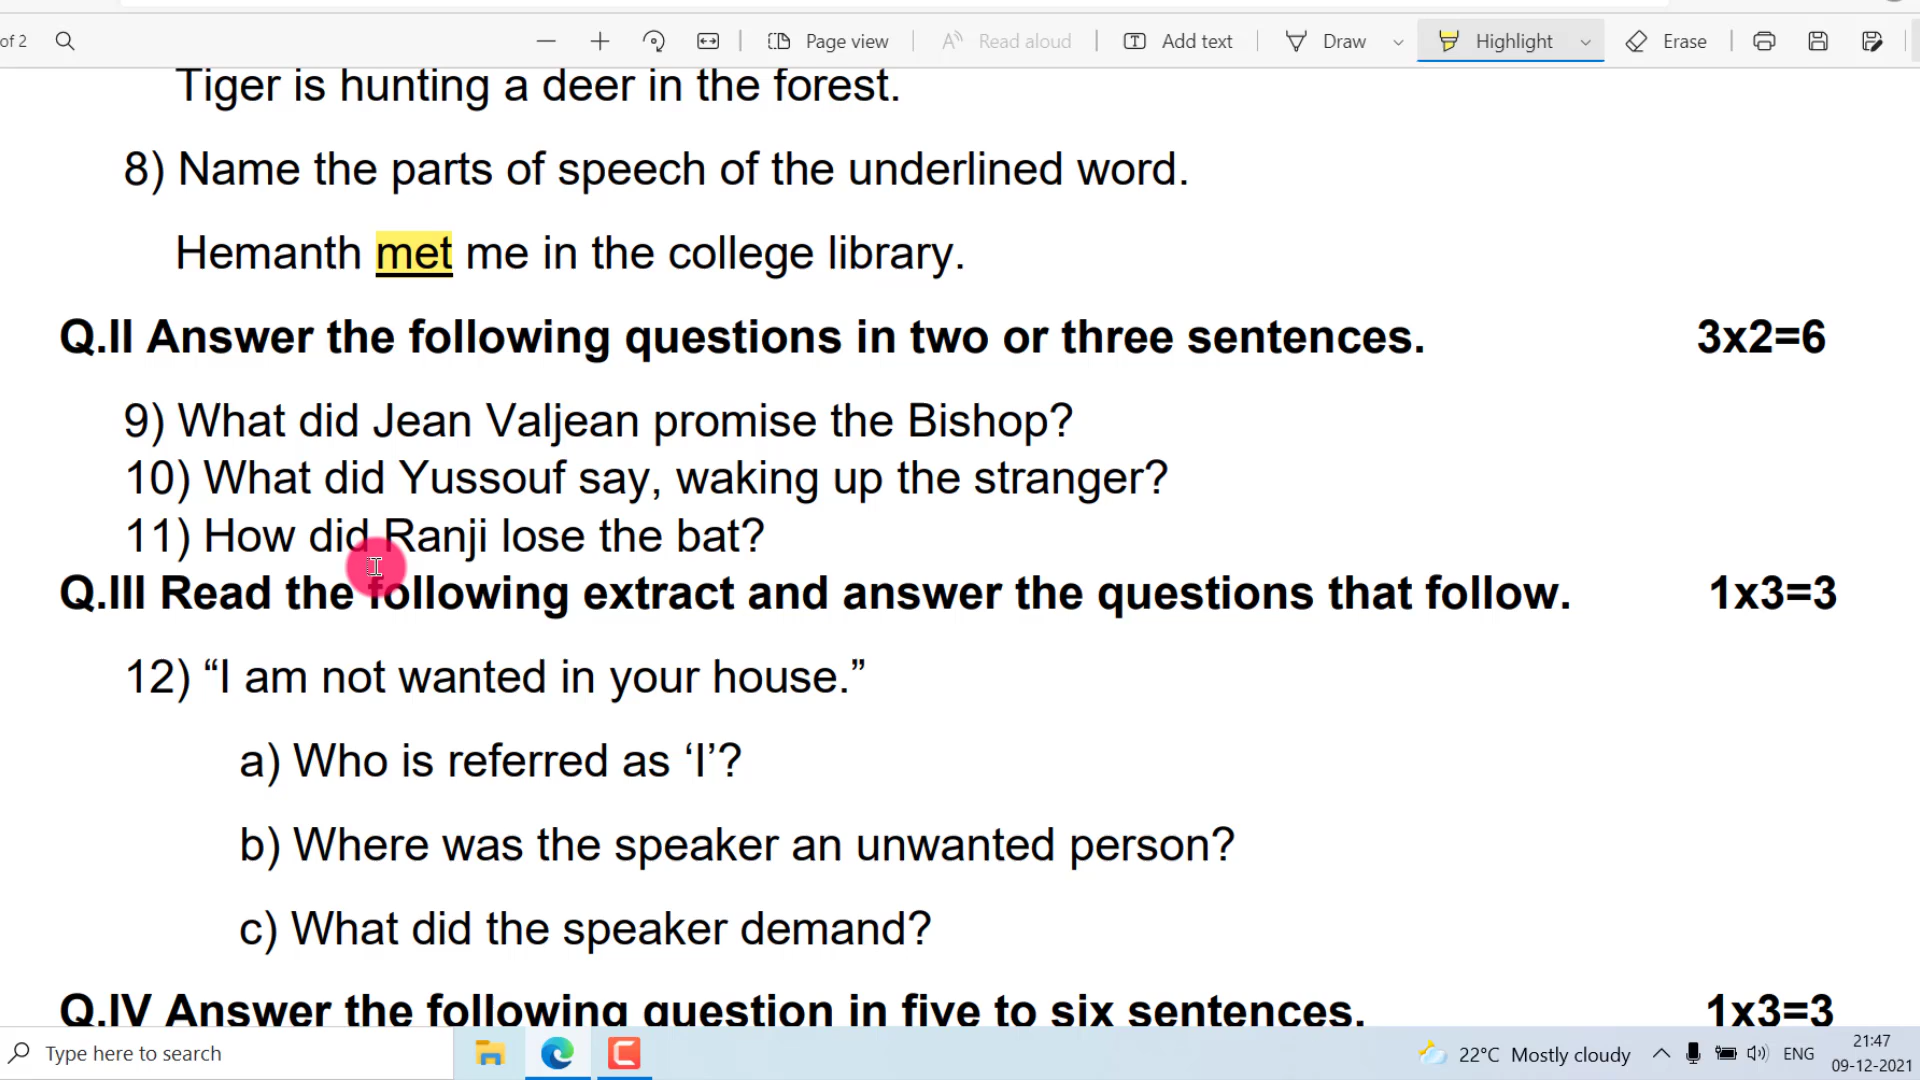 of 2 Page view Read aloud Add text Draw Highlight Erase
Tiger is hunting a deer in the forest.
8) Name the parts of speech of the underlined word.
Hemanth met me in the college library.
Q.II Answer the following questions in two or three sentences. 3x2=6
9) What did Jean Valjean promise the Bishop?
10) What did Yussouf say, waking up the stranger?
11) How did Ranji lose the bat?
Q.III Read the following extract and answer the questions that follow. 1x3=3
12) “I am not wanted in your house.”
a) Who is referred as ‘I’?
b) Where was the speaker an unwanted person?
c) What did the speaker demand?
Q.IV Answer the following question in five to six sentences. 1x3=3
Type here to search 22°C Mostly cloudy ENG 21:47
09-12-2021